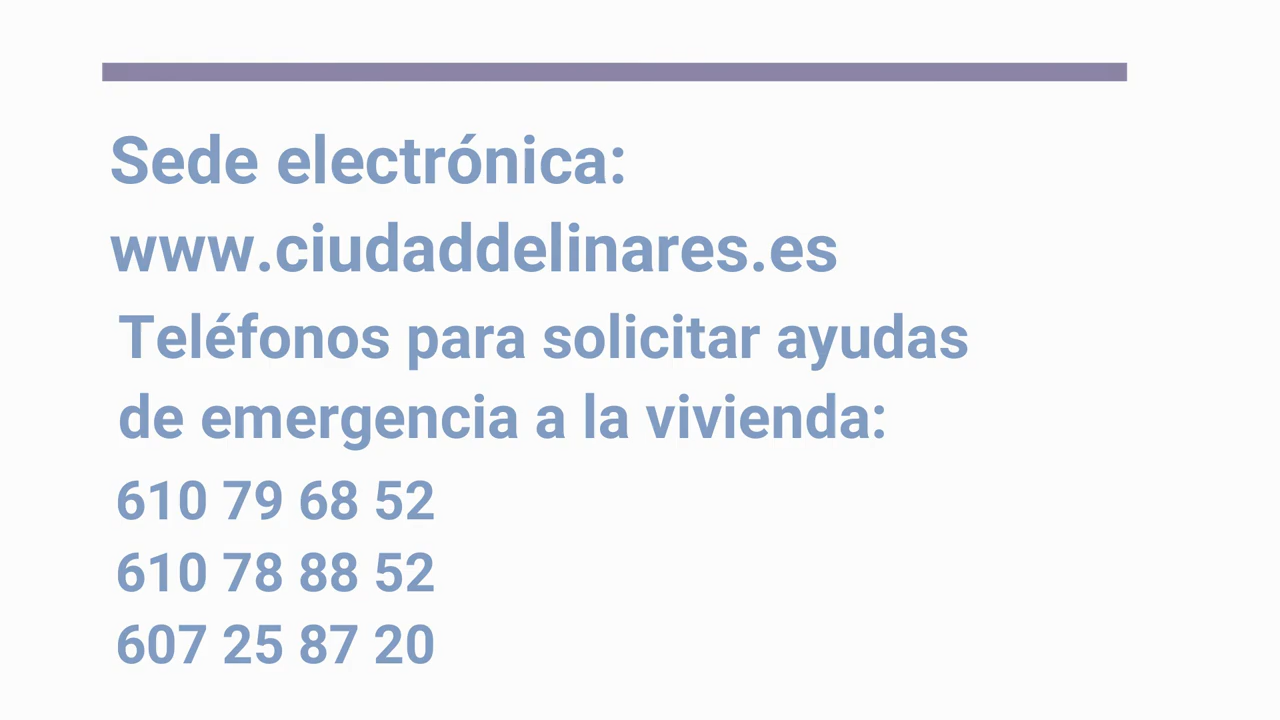 Sede electrónica:
www.ciudaddelinares.es
Teléfonos para solicitar ayudas
de emergencia a la vivienda:
610 79 68 52
610 78 88 52
607 25 87 20